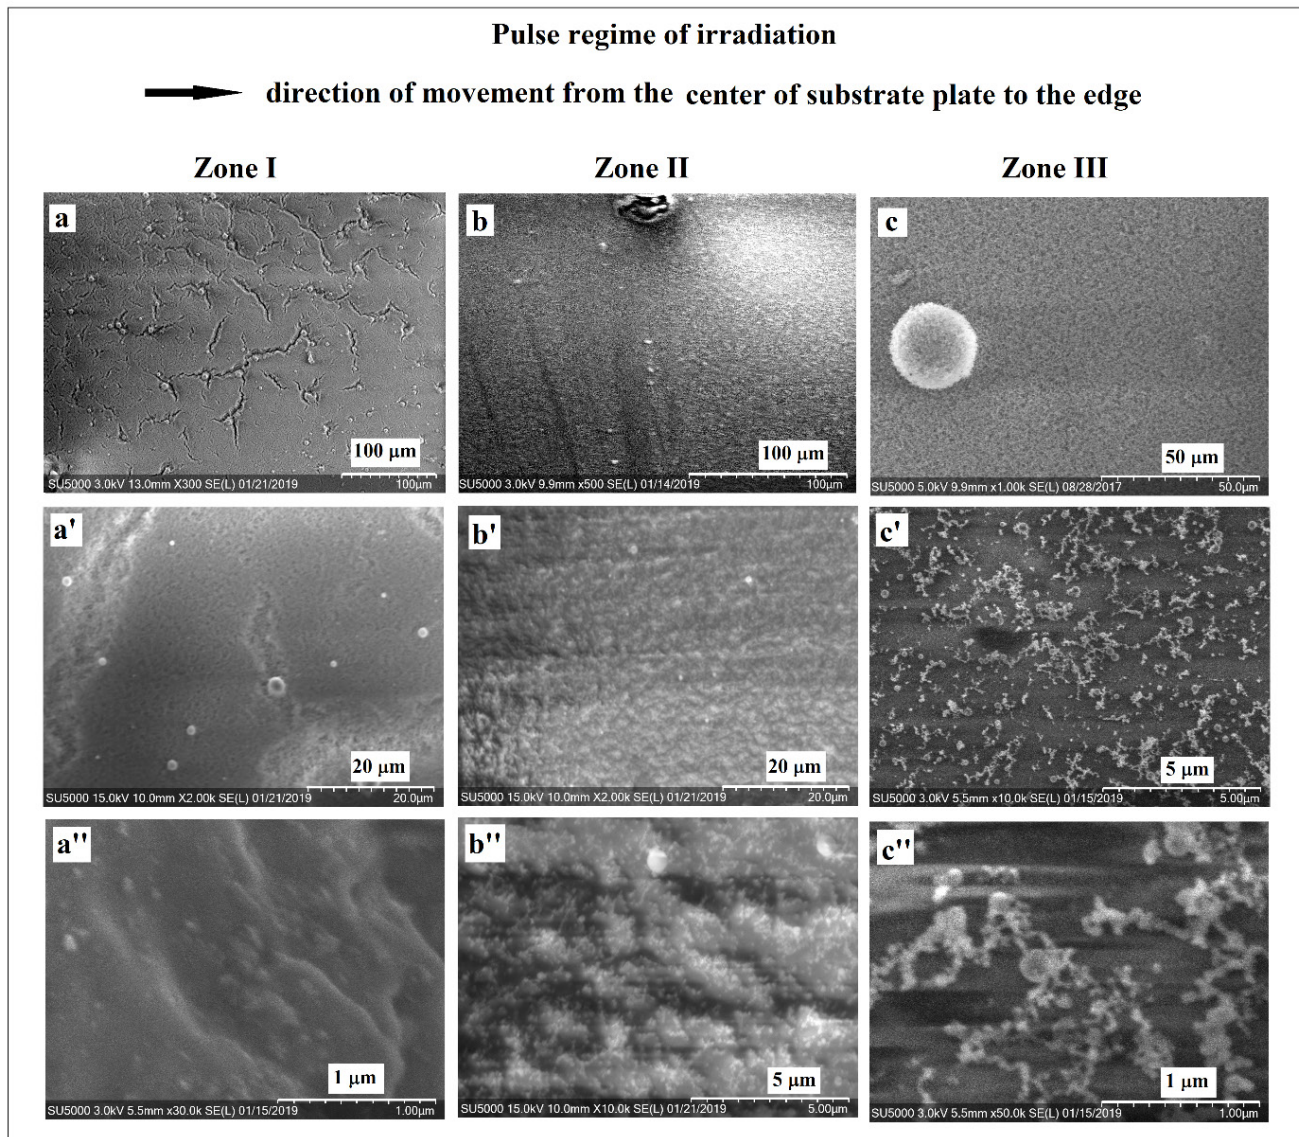 Pulse regime of irradiation
direction of movement from the center of substrate plate to the edge
Zone I
Zone II
Zone III
a
100 μm
SU5000 3.0kV 13.0mm X300 SE(L) 01/21/2019
100μm
b
100 μm
SU5000 3.0kV 9.9mm x500 SE(L) 01/14/2019
100μm
c
50 μm
SU5000 5.0kV 9.9mm x1.00k SE(L) 08/28/2017
50.0μm
a'
20 μm
SU5000 15.0kV 10.0mm X2.00k SE(L) 01/21/2019
20.0μm
b'
20 μm
SU5000 15.0kV 10.0mm X2.00k SE(L) 01/21/2019
20.0μm
c'
5 μm
SU5000 3.0kV 5.5mm x10.0k SE(L) 01/15/2019
5.00μm
a''
1 μm
SU5000 3.0kV 5.5mm x30.0k SE(L) 01/15/2019
1.00μm
b''
5 μm
SU5000 15.0kV 10.0mm X10.0k SE(L) 01/21/2019
5.00μm
c''
1 μm
SU5000 3.0kV 5.5mm x50.0k SE(L) 01/15/2019
1.00μm